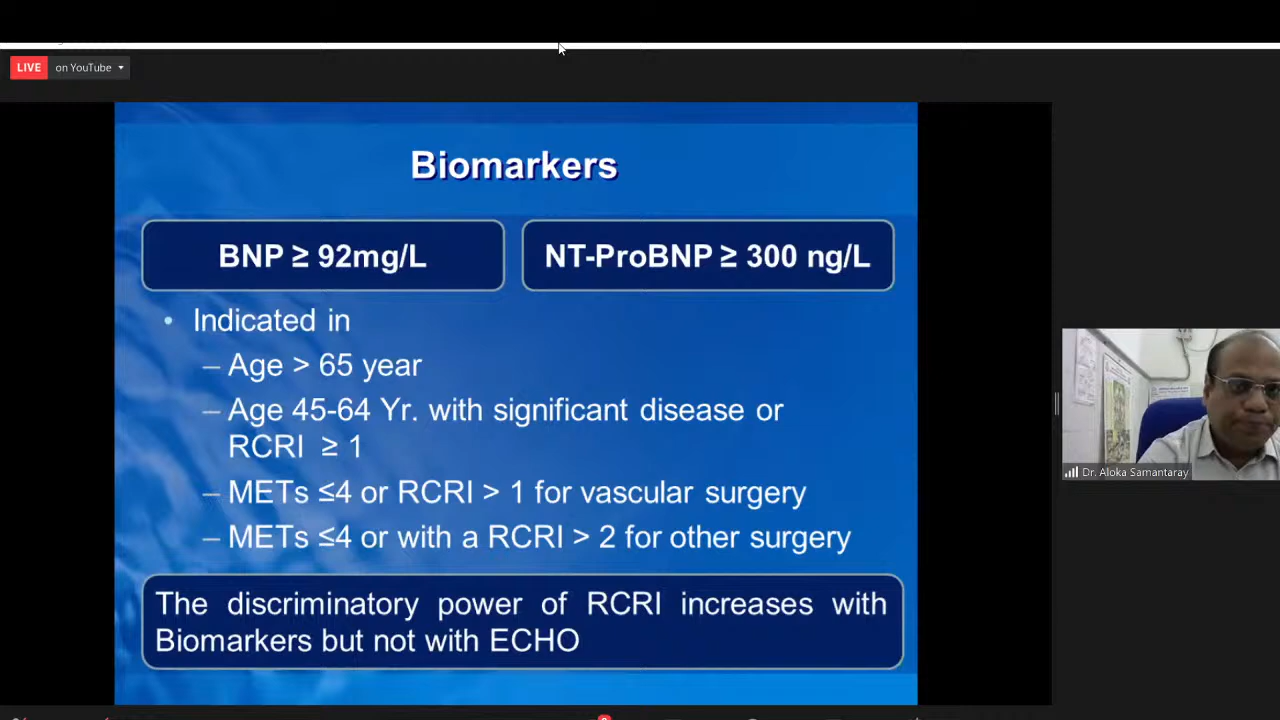 LIVE on YouTube
Biomarkers
BNP ≥ 92mg/L
NT-ProBNP ≥ 300 ng/L
• Indicated in
– Age > 65 year
– Age 45-64 Yr. with significant disease or
RCRI ≥ 1
– METs ≤4 or RCRI > 1 for vascular surgery
– METs ≤4 or with a RCRI > 2 for other surgery
The discriminatory power of RCRI increases with
Biomarkers but not with ECHO
Dr. Aloka Samantaray